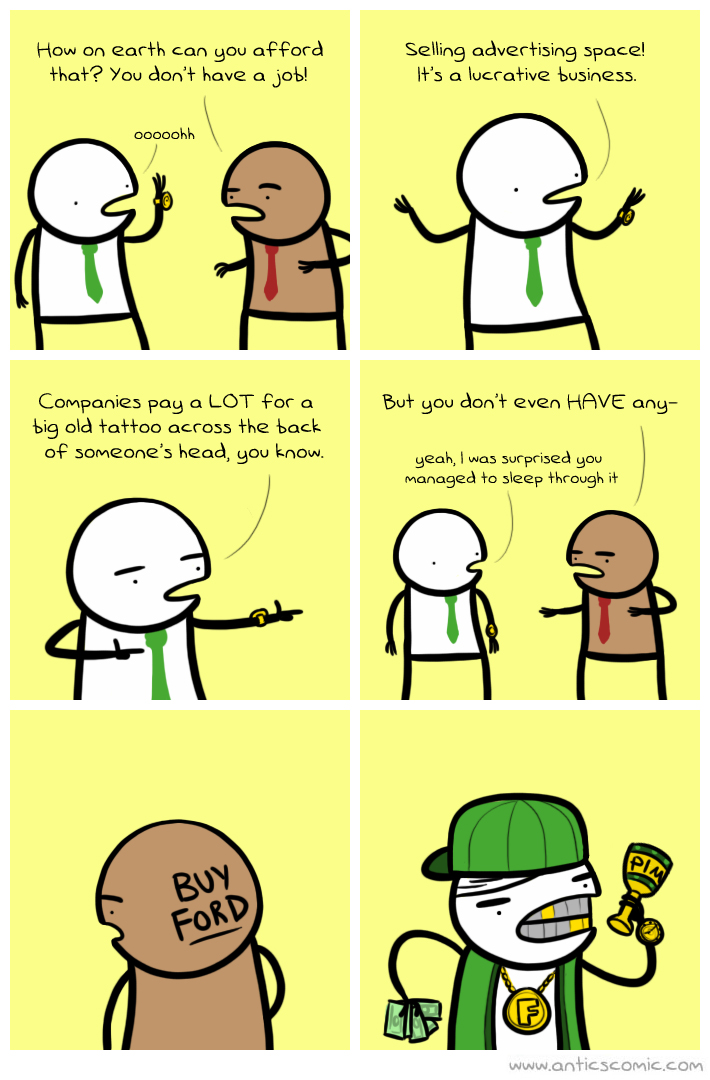 How on earth can you afford
that? You don't have a job!
ooooohh
Selling advertising space!
It's a lucrative business.
Companies pay a LOT for a
big old tattoo across the back
of someone's head, you know.
But you don't even HAVE any-
yeah, I was surprised you
managed to sleep through it
BUY
FORD
PIM
F
www.anticscomic.com